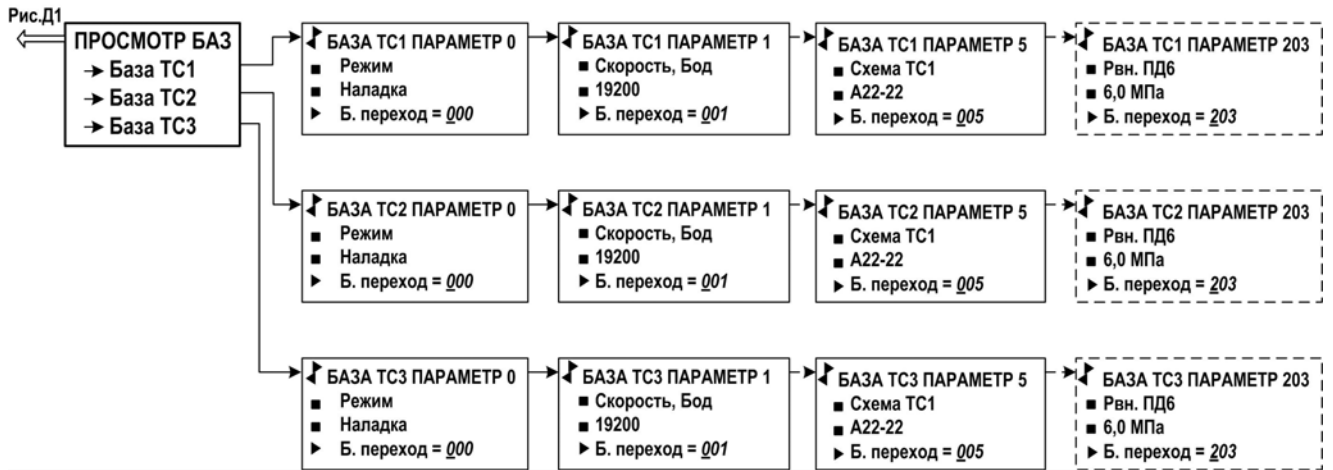 Рис.Д1
ПРОСМОТР БАЗ
База ТС1
База ТС2
База ТС3
БАЗА ТС1 ПАРАМЕТР 0
Режим
Наладка
Б. переход = 000
БАЗА ТС1 ПАРАМЕТР 1
Скорость, Бод
19200
Б. переход = 001
БАЗА ТС1 ПАРАМЕТР 5
Схема ТС1
А22-22
Б. переход = 005
БАЗА ТС1 ПАРАМЕТР 203
Рвн. ПД6
6,0 МПа
Б. переход = 203
БАЗА ТС2 ПАРАМЕТР 0
Режим
Наладка
Б. переход = 000
БАЗА ТС2 ПАРАМЕТР 1
Скорость, Бод
19200
Б. переход = 001
БАЗА ТС2 ПАРАМЕТР 5
Схема ТС1
А22-22
Б. переход = 005
БАЗА ТС2 ПАРАМЕТР 203
Рвн. ПД6
6,0 МПа
Б. переход = 203
БАЗА ТС3 ПАРАМЕТР 0
Режим
Наладка
Б. переход = 000
БАЗА ТС3 ПАРАМЕТР 1
Скорость, Бод
19200
Б. переход = 001
БАЗА ТС3 ПАРАМЕТР 5
Схема ТС1
А22-22
Б. переход = 005
БАЗА ТС3 ПАРАМЕТР 203
Рвн. ПД6
6,0 МПа
Б. переход = 203